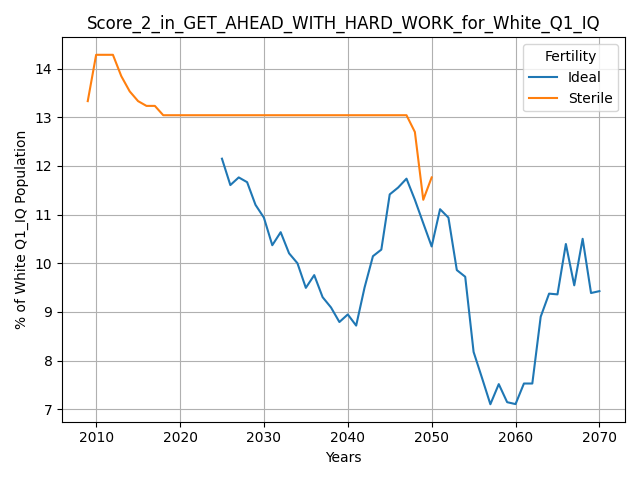 Score_2_in_GET_AHEAD_WITH_HARD_WORK_for_White_Q1_IQ
Fertility
Ideal
Sterile
% of White Q1_IQ Population
14
13
12
11
10
9
8
7
2010
2020
2030
2040
2050
2060
2070
Years